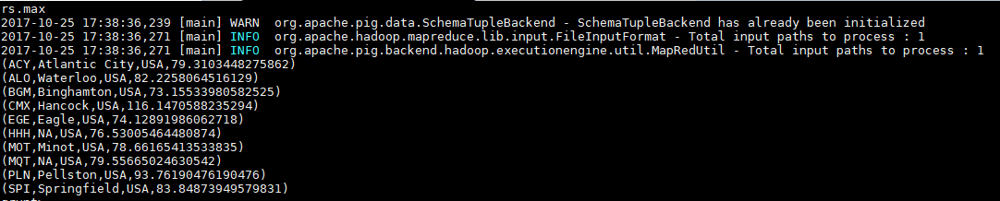 rs.max
2017-10-25 17:38:36,239 [main] WARN  org.apache.pig.data.SchemaTupleBackend - SchemaTupleBackend has already been initialized
2017-10-25 17:38:36,271 [main] INFO  org.apache.hadoop.mapreduce.lib.input.FileInputFormat - Total input paths to process : 1
2017-10-25 17:38:36,271 [main] INFO  org.apache.pig.backend.hadoop.executionengine.util.MapRedUtil - Total input paths to process : 1
(ACY,Atlantic City,USA,79.3103448275862)
(ALO,Waterloo,USA,82.2258064516129)
(BGM,Binghamton,USA,73.15533980582525)
(CMX,Hancock,USA,116.1470588235294)
(EGE,Eagle,USA,74.12891986062718)
(HHH,NA,USA,76.53005464480874)
(MOT,Minot,USA,78.66165413533835)
(MQT,NA,USA,79.55665024630542)
(PLN,Pellston,USA,93.76190476190476)
(SPI,Springfield,USA,83.84873949579831)